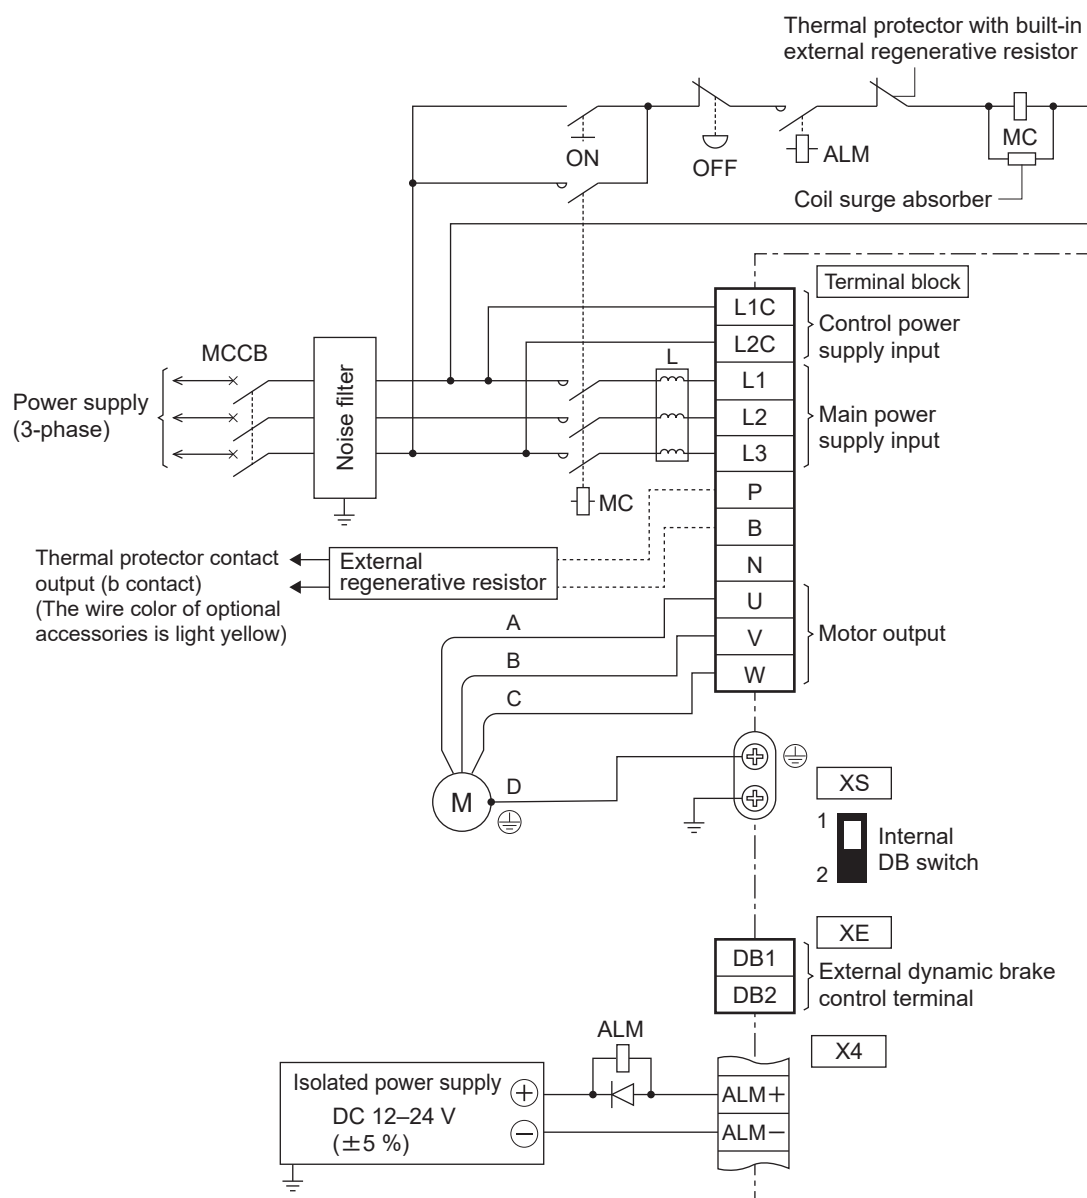 Thermal protector with built-in
external regenerative resistor
ON
OFF
ALM
MC
Coil surge absorber
Terminal block
L1C
L2C
Control power
supply input
MCCB
Noise filter
L
L1
L2
L3
Power supply
(3-phase)
Main power
supply input
MC
P
B
N
Thermal protector contact
output (b contact)
(The wire color of optional
accessories is light yellow)
External
regenerative resistor
U
V
W
Motor output
A
B
C
D
M
XS
1
2
Internal
DB switch
XE
DB1
DB2
External dynamic brake
control terminal
ALM
X4
Isolated power supply
DC 12–24 V
(±5 %)
+
−
ALM+
ALM−